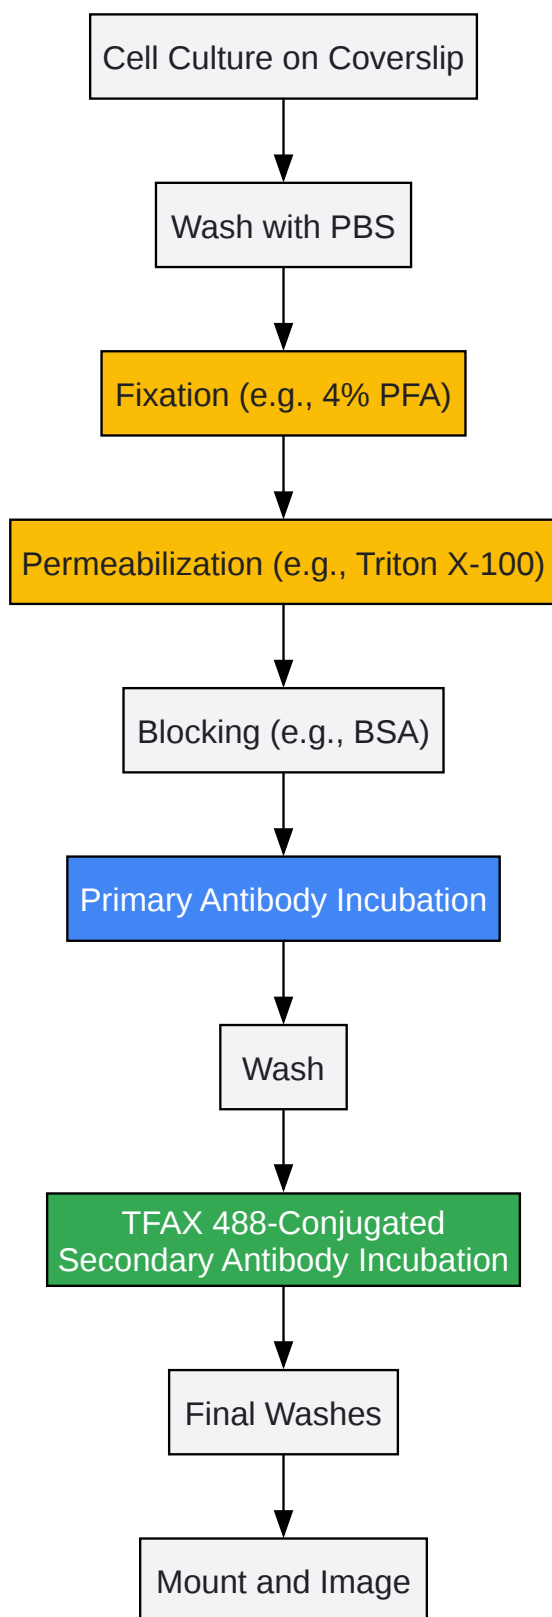 Cell Culture on Coverslip
Wash with PBS
Fixation (e.g., 4% PFA)
Permeabilization (e.g., Triton X-100)
Blocking (e.g., BSA)
Primary Antibody Incubation
Wash
TFAX 488-Conjugated
Secondary Antibody Incubation
Final Washes
Mount and Image